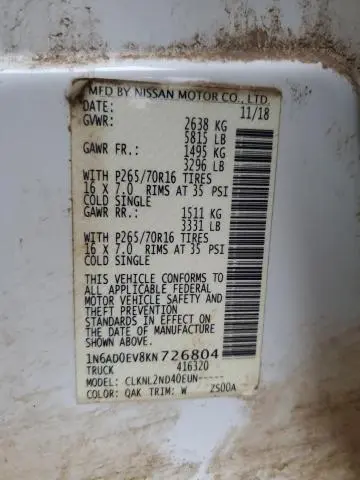 MFD BY NISSAN MOTOR CO., LTD.
DATE: 11/18
GVWR: 2638 KG
5815 LB
GAWR FR: 1495 KG
3296 LB
WITH P265/70R16 TIRES
16 X 7.0 RIMS AT 35 PSI
COLD SINGLE
GAWR RR: 1511 KG
3331 LB
WITH P265/70R16 TIRES
16 X 7.0 RIMS AT 35 PSI
COLD SINGLE
THIS VEHICLE CONFORMS TO
ALL APPLICABLE FEDERAL
MOTOR VEHICLE SAFETY
AND THEFT PREVENTION
STANDARDS IN EFFECT ON
THE DATE OF MANUFACTURE
SHOWN ABOVE.
1N6AD0EV8KN726804
TRUCK 416320
MODEL: CLKNL2ND40EUN-----
COLOR: QAK TRIM: W ZS00A